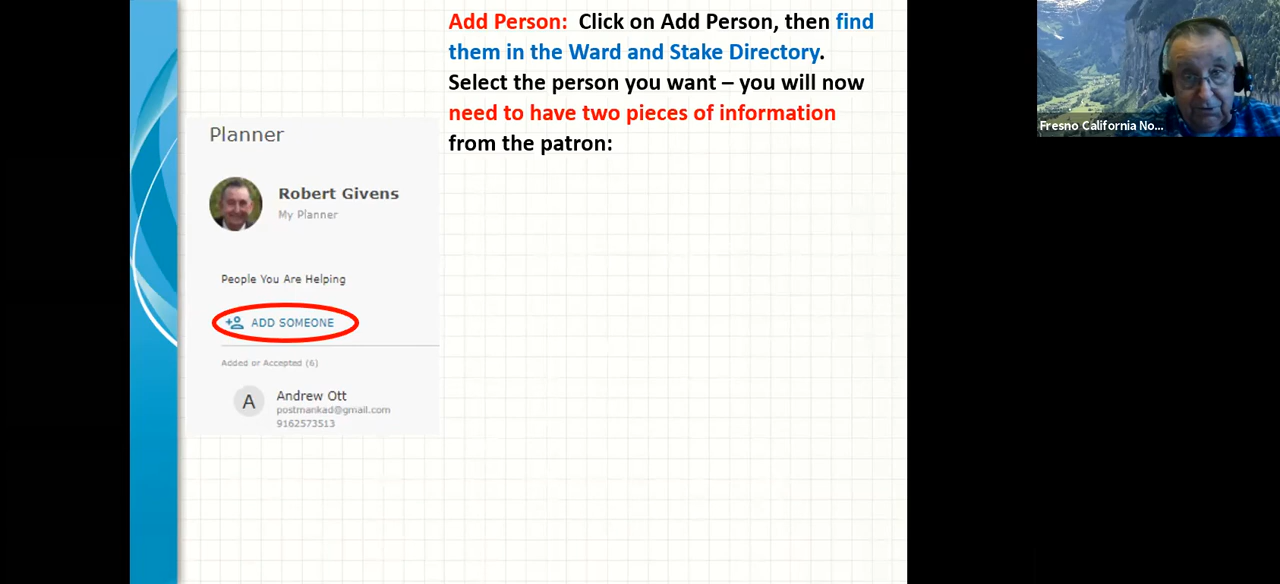 Add Person: Click on Add Person, then find
them in the Ward and Stake Directory.
Select the person you want – you will now
need to have two pieces of information
from the patron:
Planner
Robert Givens
My Planner
People You Are Helping
ADD SOMEONE
Added or Accepted (6)
A
Andrew Ott
postmankad@gmail.com
9162573513
Fresno California No...